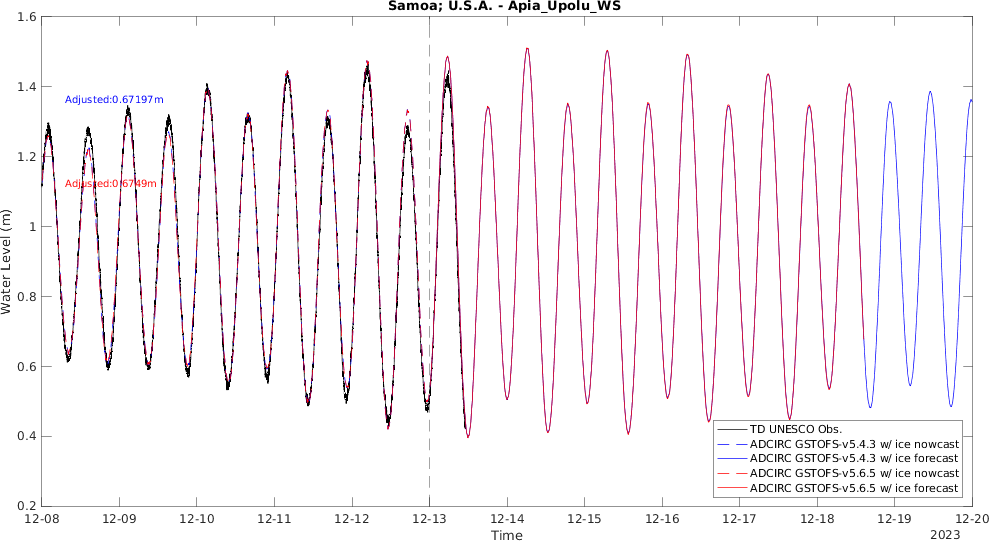 Samoa; U.S.A. - Apia_Upolu_WS
1.6
1.4
1.2
1
0.8
0.6
0.4
0.2
Water Level (m)
Adjusted:0.67197m
Adjusted:0.6749m
TD UNESCO Obs.
ADCIRC GSTOFS-v5.4.3 w/ ice nowcast
ADCIRC GSTOFS-v5.4.3 w/ ice forecast
ADCIRC GSTOFS-v5.6.5 w/ ice nowcast
ADCIRC GSTOFS-v5.6.5 w/ ice forecast
12-08 12-09 12-10 12-11 12-12 12-13 12-14 12-15 12-16 12-17 12-18 12-19 12-20
Time
2023